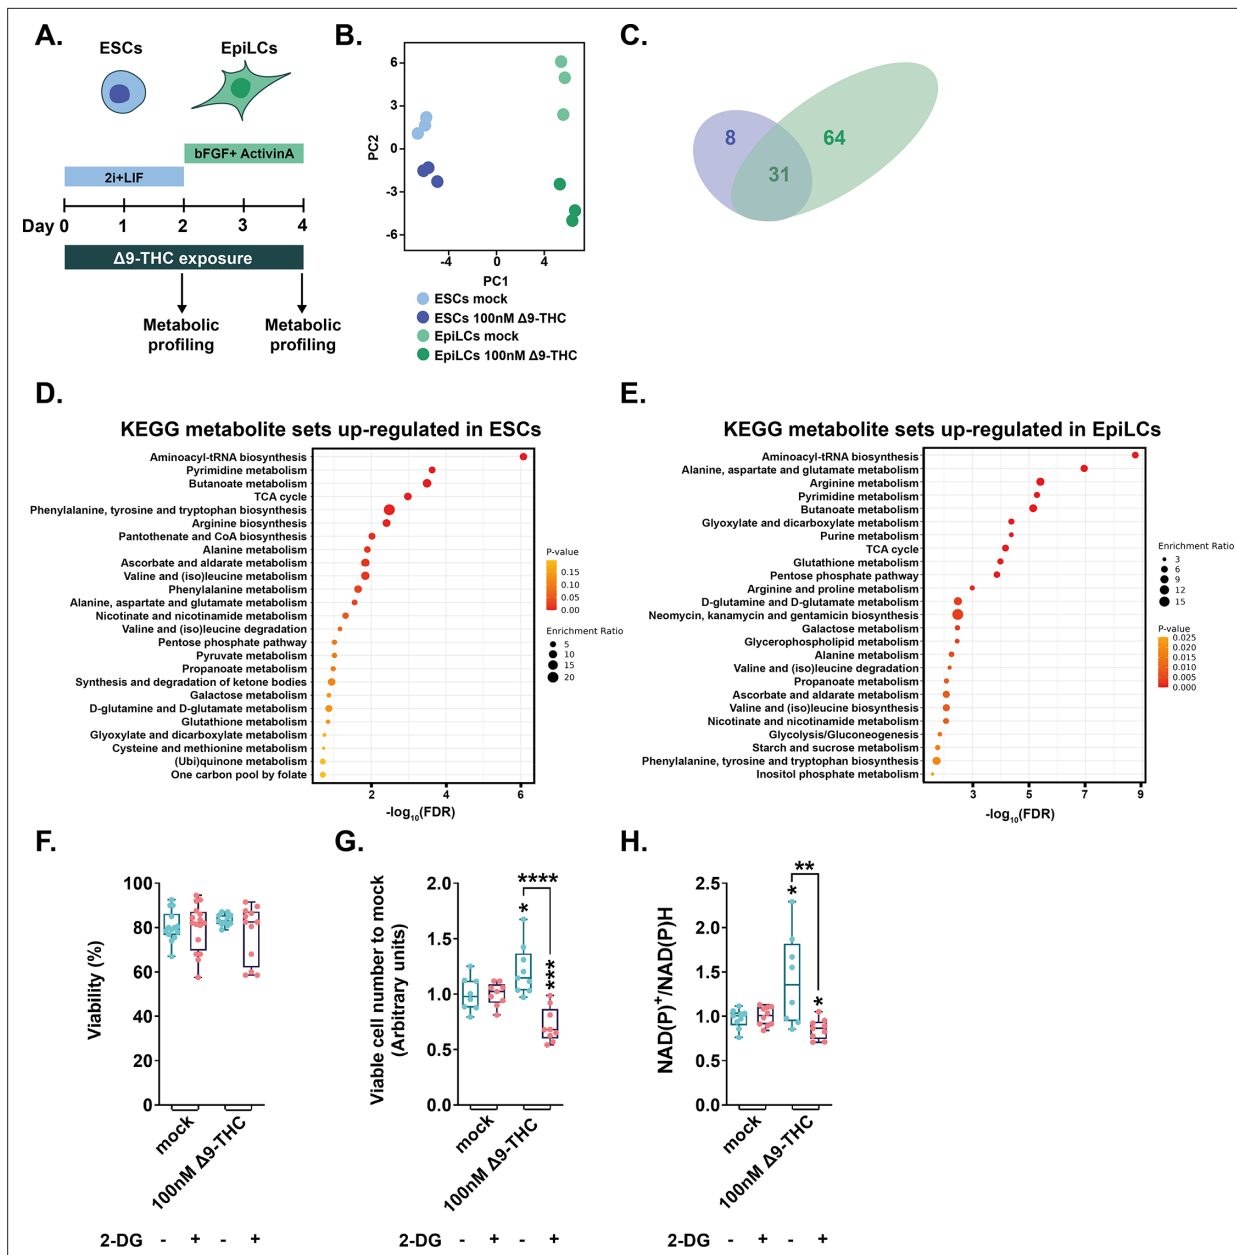 A.
ESCs
EpiLCs
bFGF+ ActivinA
2i+LIF
Day 0 1 2 3 4
Δ9-THC exposure
Metabolic profiling
Metabolic profiling
B.
PC2
6
3
0
-3
-6
-4 0 4
PC1
ESCs mock
ESCs 100nM Δ9-THC
EpiLCs mock
EpiLCs 100nM Δ9-THC
C.
8
31
64
D.
KEGG metabolite sets up-regulated in ESCs
Aminoacyl-tRNA biosynthesis
Pyrimidine metabolism
Butanoate metabolism
TCA cycle
Phenylalanine, tyrosine and tryptophan biosynthesis
Arginine biosynthesis
Pantothenate and CoA biosynthesis
Alanine metabolism
Ascorbate and aldarate metabolism
Valine and (iso)leucine metabolism
Phenylalanine metabolism
Alanine, aspartate and glutamate metabolism
Nicotinate and nicotinamide metabolism
Valine and (iso)leucine degradation
Pentose phosphate pathway
Pyruvate metabolism
Propanoate metabolism
Synthesis and degradation of ketone bodies
Galactose metabolism
D-glutamine and D-glutamate metabolism
Glutathione metabolism
Glyoxylate and dicarboxylate metabolism
Cysteine and methionine metabolism
(Ubi)quinone metabolism
One carbon pool by folate
2 4 6
-log10(FDR)
P-value
0.15
0.10
0.05
0.00
Enrichment Ratio
5
10
15
20
E.
KEGG metabolite sets up-regulated in EpiLCs
Aminoacyl-tRNA biosynthesis
Alanine, aspartate and glutamate metabolism
Arginine metabolism
Pyrimidine metabolism
Butanoate metabolism
Glyoxylate and dicarboxylate metabolism
Purine metabolism
TCA cycle
Glutathione metabolism
Pentose phosphate pathway
Arginine and proline metabolism
D-glutamine and D-glutamate metabolism
Neomycin, kanamycin and gentamicin biosynthesis
Galactose metabolism
Glycerophospholipid metabolism
Alanine metabolism
Valine and (iso)leucine degradation
Propanoate metabolism
Ascorbate and aldarate metabolism
Valine and (iso)leucine biosynthesis
Nicotinate and nicotinamide metabolism
Glycolysis/Gluconeogenesis
Starch and sucrose metabolism
Phenylalanine, tyrosine and tryptophan biosynthesis
Inositol phosphate metabolism
3 5 7 9
-log10(FDR)
Enrichment Ratio
3
6
9
12
15
P-value
0.025
0.020
0.015
0.010
0.005
0.000
F.
Viability (%)
100
80
60
40
20
0
mock
100nM Δ9-THC
2-DG - + - +
G.
Viable cell number to mock
(Arbitrary units)
2.0
1.5
1.0
0.5
0.0
****
*
***
mock
100nM Δ9-THC
2-DG - + - +
H.
NAD(P)+/NAD(P)H
2.5
2.0
1.5
1.0
0.5
0.0
**
*
*
mock
100nM Δ9-THC
2-DG - + - +